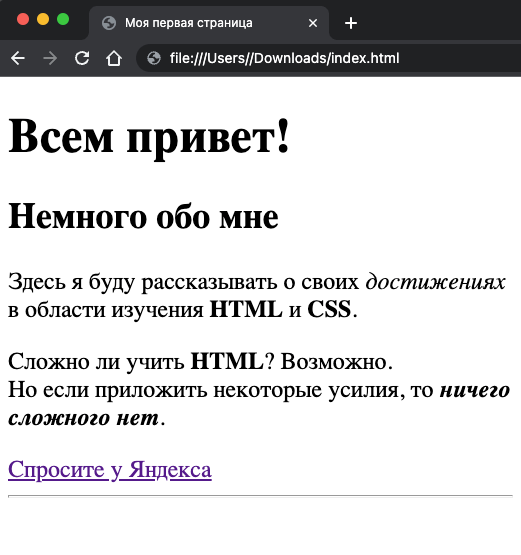 Моя первая страница
file:///Users//Downloads/index.html
Всем привет!
Немного обо мне
Здесь я буду рассказывать о своих достижениях
в области изучения HTML и CSS.
Сложно ли учить HTML? Возможно.
Но если приложить некоторые усилия, то ничего
сложного нет.
Спросите у Яндекса